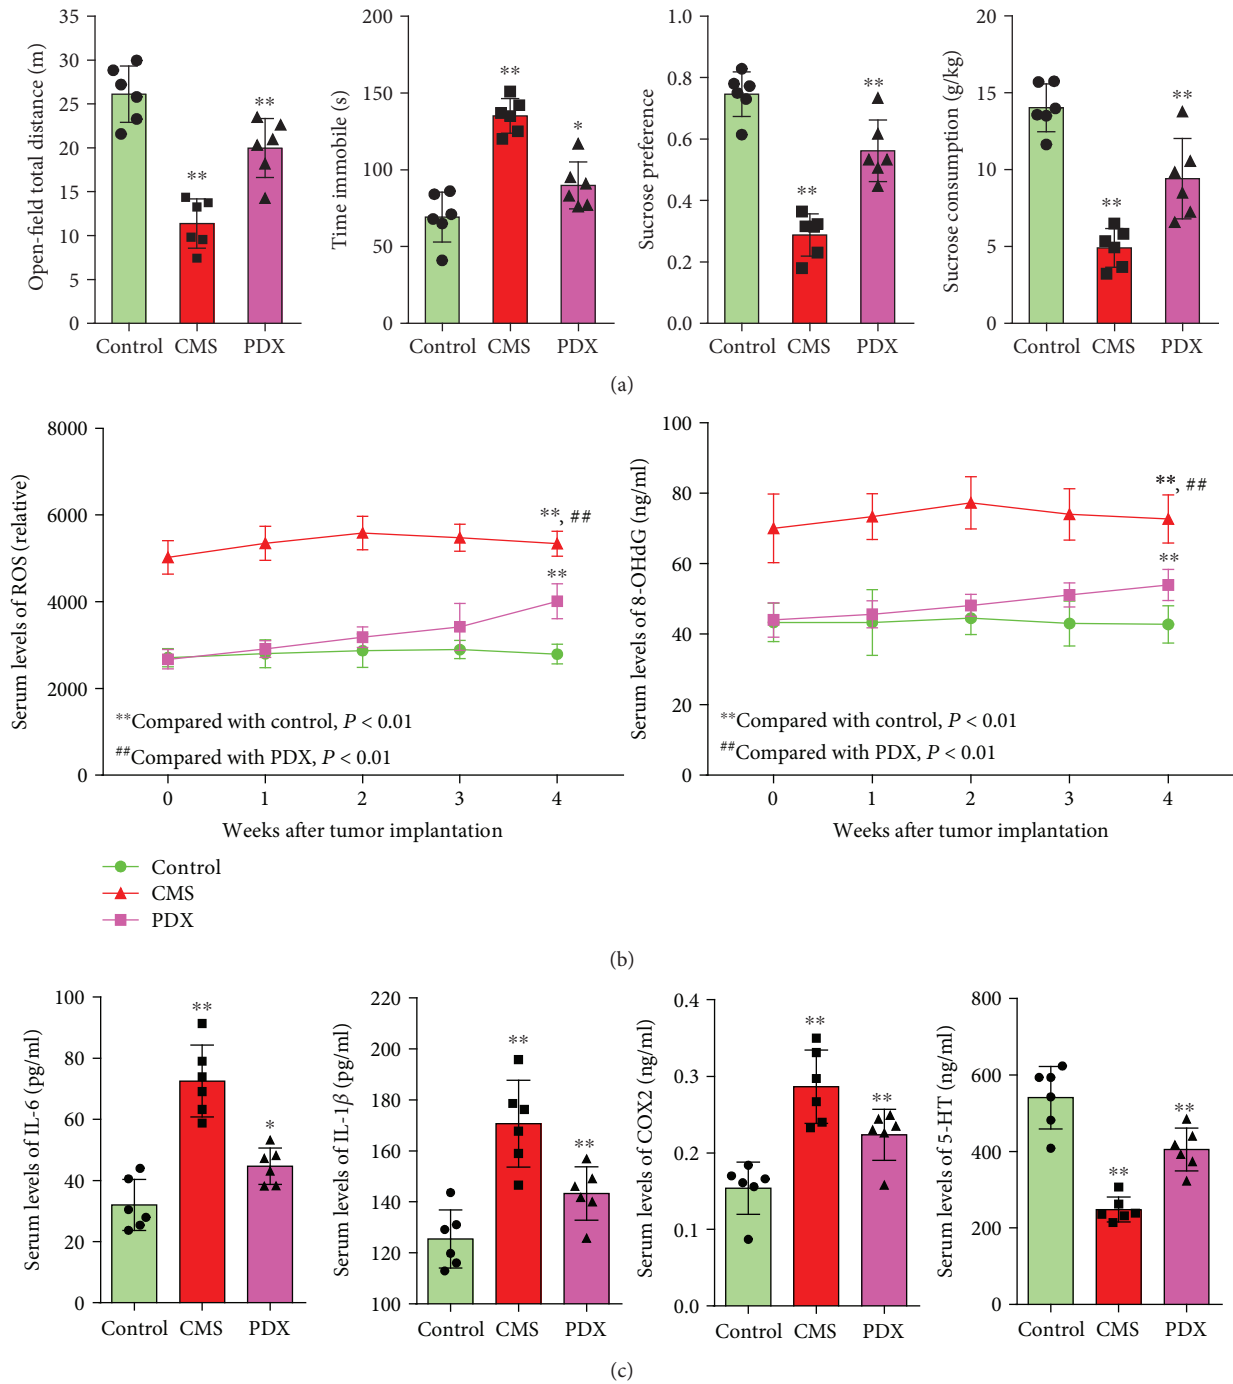 Open-field total distance (m)
35
30
25
20
15
10
5
0
**
**
Control CMS PDX
Time immobile (s)
200
150
100
50
0
**
*
Control CMS PDX
Sucrose preference
1.0
0.8
0.6
0.4
0.2
0.0
**
**
Control CMS PDX
Sucrose consumption (g/kg)
20
15
10
5
0
**
**
Control CMS PDX
(a)
Serum levels of ROS (relative)
8000
6000
4000
2000
0
**, ##
**
**Compared with control, P < 0.01
##Compared with PDX, P < 0.01
0 1 2 3 4
Weeks after tumor implantation
Serum levels of 8-OHdG (ng/ml)
100
80
60
40
20
0
**, ##
**
**Compared with control, P < 0.01
##Compared with PDX, P < 0.01
0 1 2 3 4
Weeks after tumor implantation
Control
CMS
PDX
(b)
Serum levels of IL-6 (pg/ml)
100
80
60
40
20
0
**
*
Control CMS PDX
Serum levels of IL-1β (pg/ml)
220
200
180
160
140
120
100
**
**
Control CMS PDX
Serum levels of COX2 (ng/ml)
0.4
0.3
0.2
0.1
0.0
**
**
Control CMS PDX
Serum levels of 5-HT (ng/ml)
800
600
400
200
0
**
**
Control CMS PDX
(c)